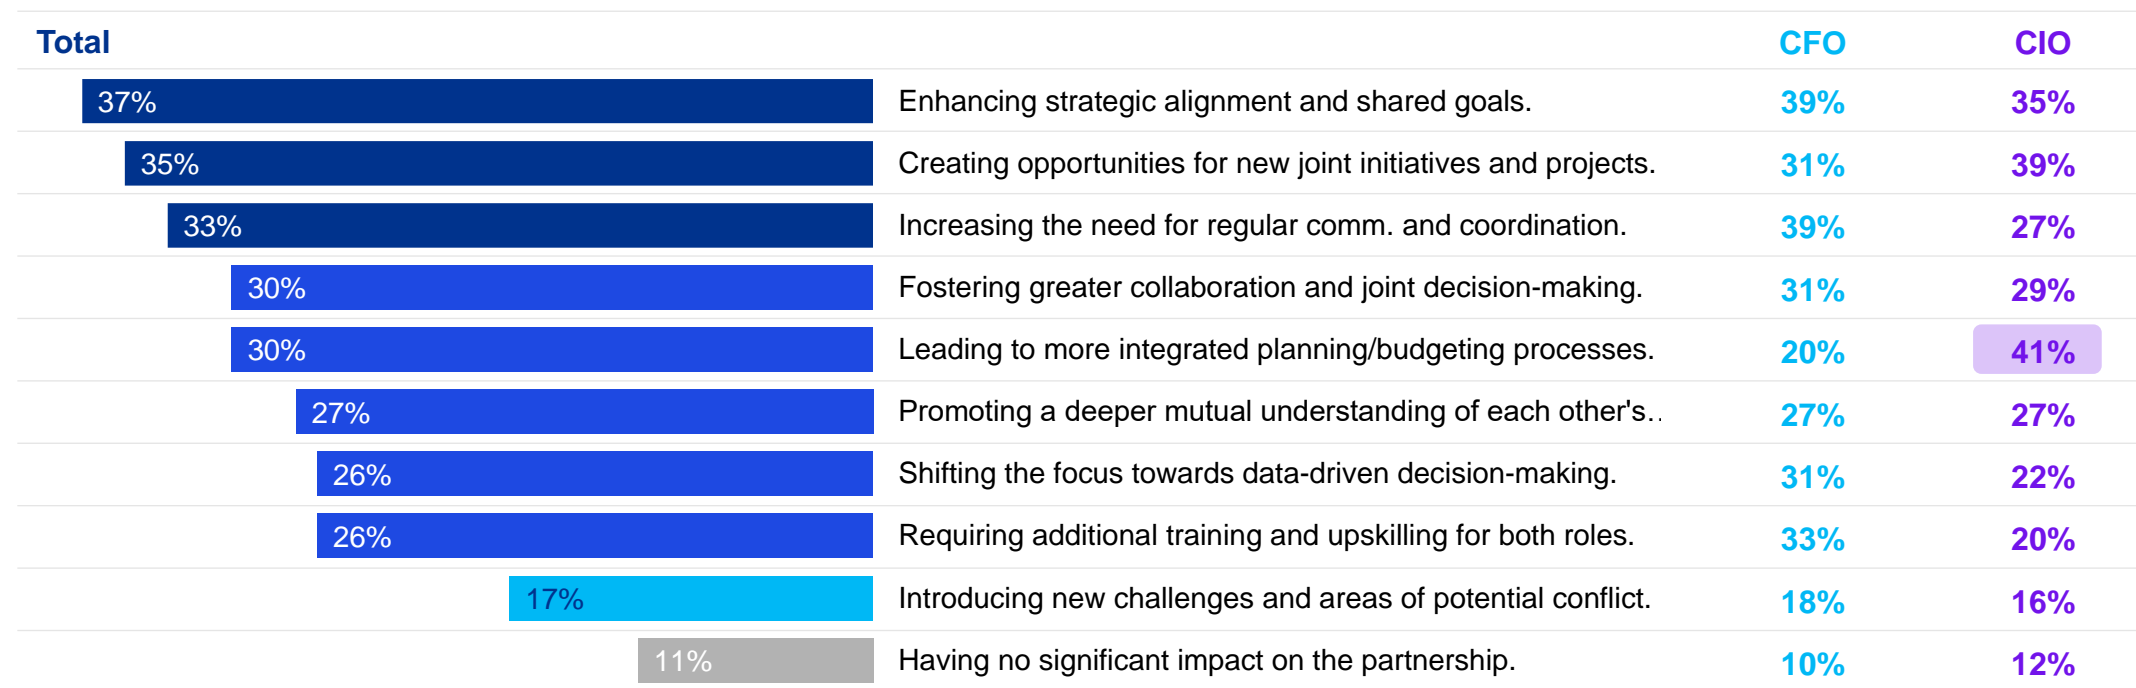 Total CFO CIO
37% Enhancing strategic alignment and shared goals. 39% 35%
35% Creating opportunities for new joint initiatives and projects. 31% 39%
33% Increasing the need for regular comm. and coordination. 39% 27%
30% Fostering greater collaboration and joint decision-making. 31% 29%
30% Leading to more integrated planning/budgeting processes. 20% 41%
27% Promoting a deeper mutual understanding of each other's.. 27% 27%
26% Shifting the focus towards data-driven decision-making. 31% 22%
26% Requiring additional training and upskilling for both roles. 33% 20%
17% Introducing new challenges and areas of potential conflict. 18% 16%
11% Having no significant impact on the partnership. 10% 12%